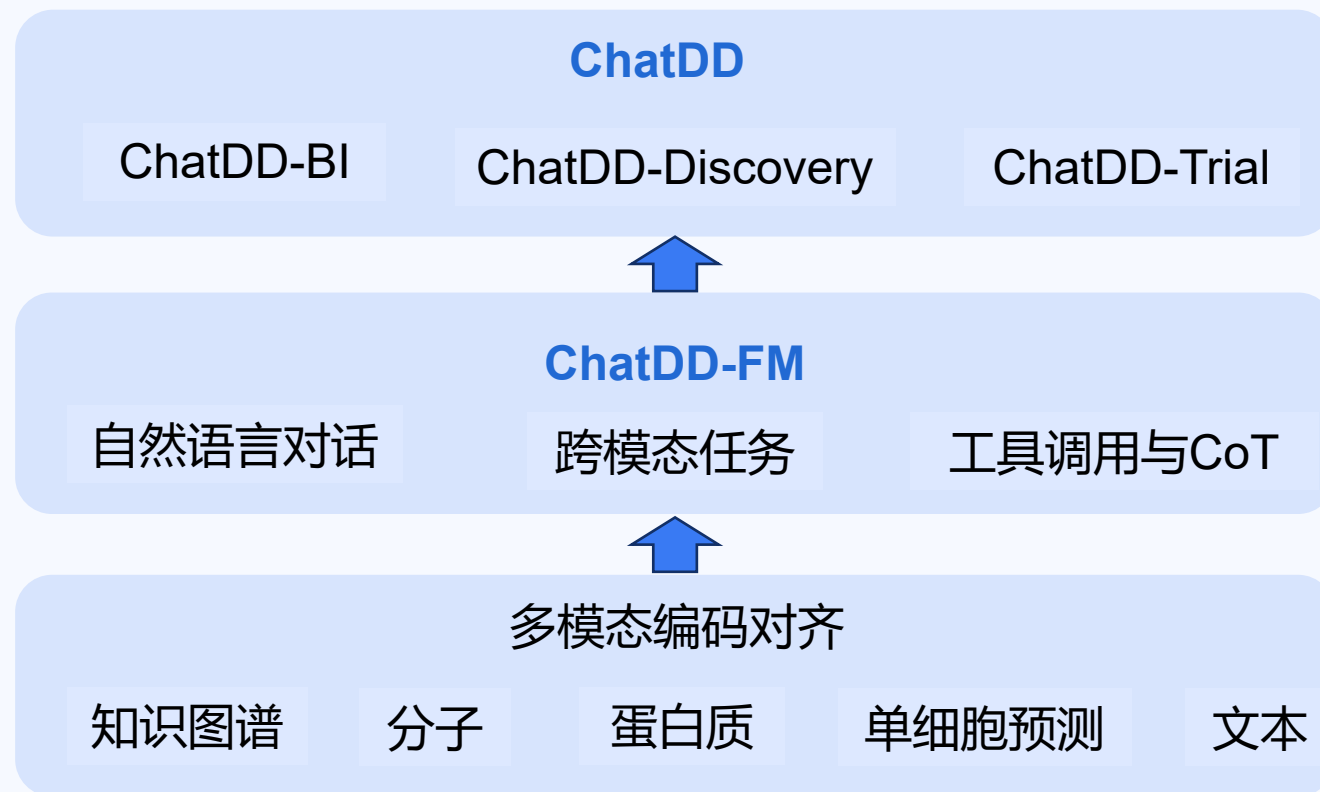 ChatDD
ChatDD-BI ChatDD-Discovery ChatDD-Trial
ChatDD-FM
自然语言对话 跨模态任务 工具调用与CoT
多模态编码对齐
知识图谱 分子 蛋白质 单细胞预测 文本